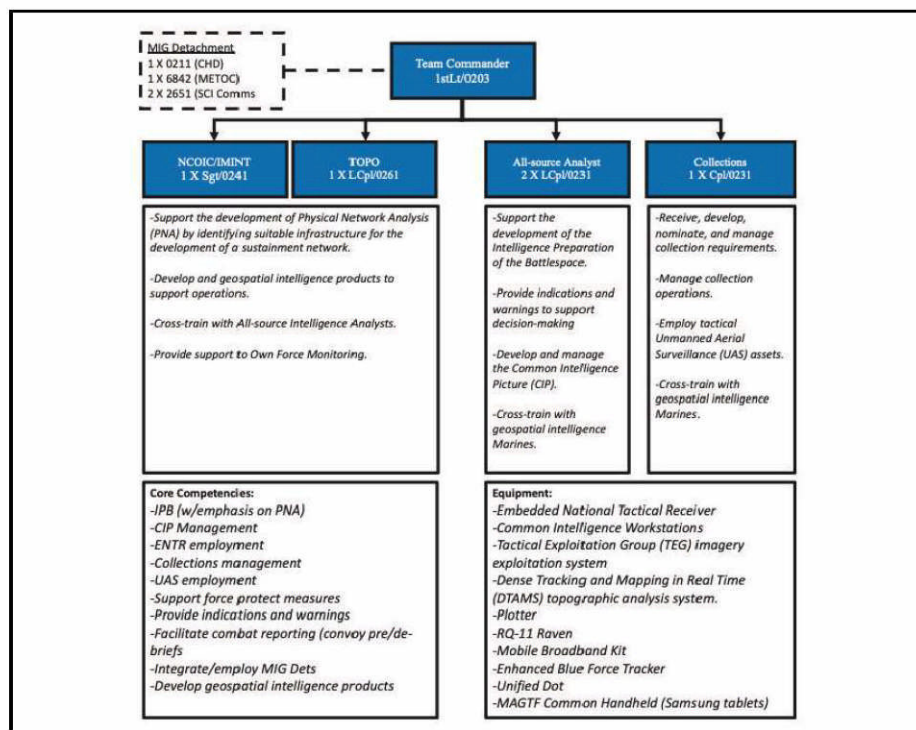 MIG Detachment
1 X 0211 (CHD)
1 X 6842 (METOC)
2 X 2651 (SCI Comms
Team Commander
1stLt/0203
NCOIC/IMINT
1 X Sgt/0241
TOPO
1 X LCpl/0261
All-source Analyst
2 X LCpl/0231
Collections
1 X Cpl/0231
-Support the development of Physical Network Analysis
(PNA) by identifying suitable infrastructure for the
development of a sustainment network.
-Develop and geospatial intelligence products to
support operations.
-Cross-train with All-source Intelligence Analysts.
-Provide support to Own Force Monitoring.
-Support the
development of the
Intelligence Preparation
of the Battlespace.
-Provide indications and
warnings to support
decision-making
-Develop and manage
the Common Intelligence
Picture (CIP).
-Cross-train with
geospatial intelligence
Marines.
-Receive, develop,
nominate, and manage
collection requirements.
-Manage collection
operations.
-Employ tactical
Unmanned Aerial
Surveillance (UAS) assets.
-Cross-train with
geospatial intelligence
Marines.
Core Competencies:
-IPB (w/emphasis on PNA)
-CIP Management
-ENTR employment
-Collections management
-UAS employment
-Support force protect measures
-Provide indications and warnings
-Facilitate combat reporting (convoy pre/de-
briefs
-Integrate/employ MIG Dets
-Develop geospatial intelligence products
Equipment:
-Embedded National Tactical Receiver
-Common Intelligence Workstations
-Tactical Exploitation Group (TEG) imagery
exploitation system
-Dense Tracking and Mapping in Real Time
(DTAMS) topographic analysis system.
-Plotter
-RQ-11 Raven
-Mobile Broadband Kit
-Enhanced Blue Force Tracker
-Unified Dot
-MAGTF Common Handheld (Samsung tablets)